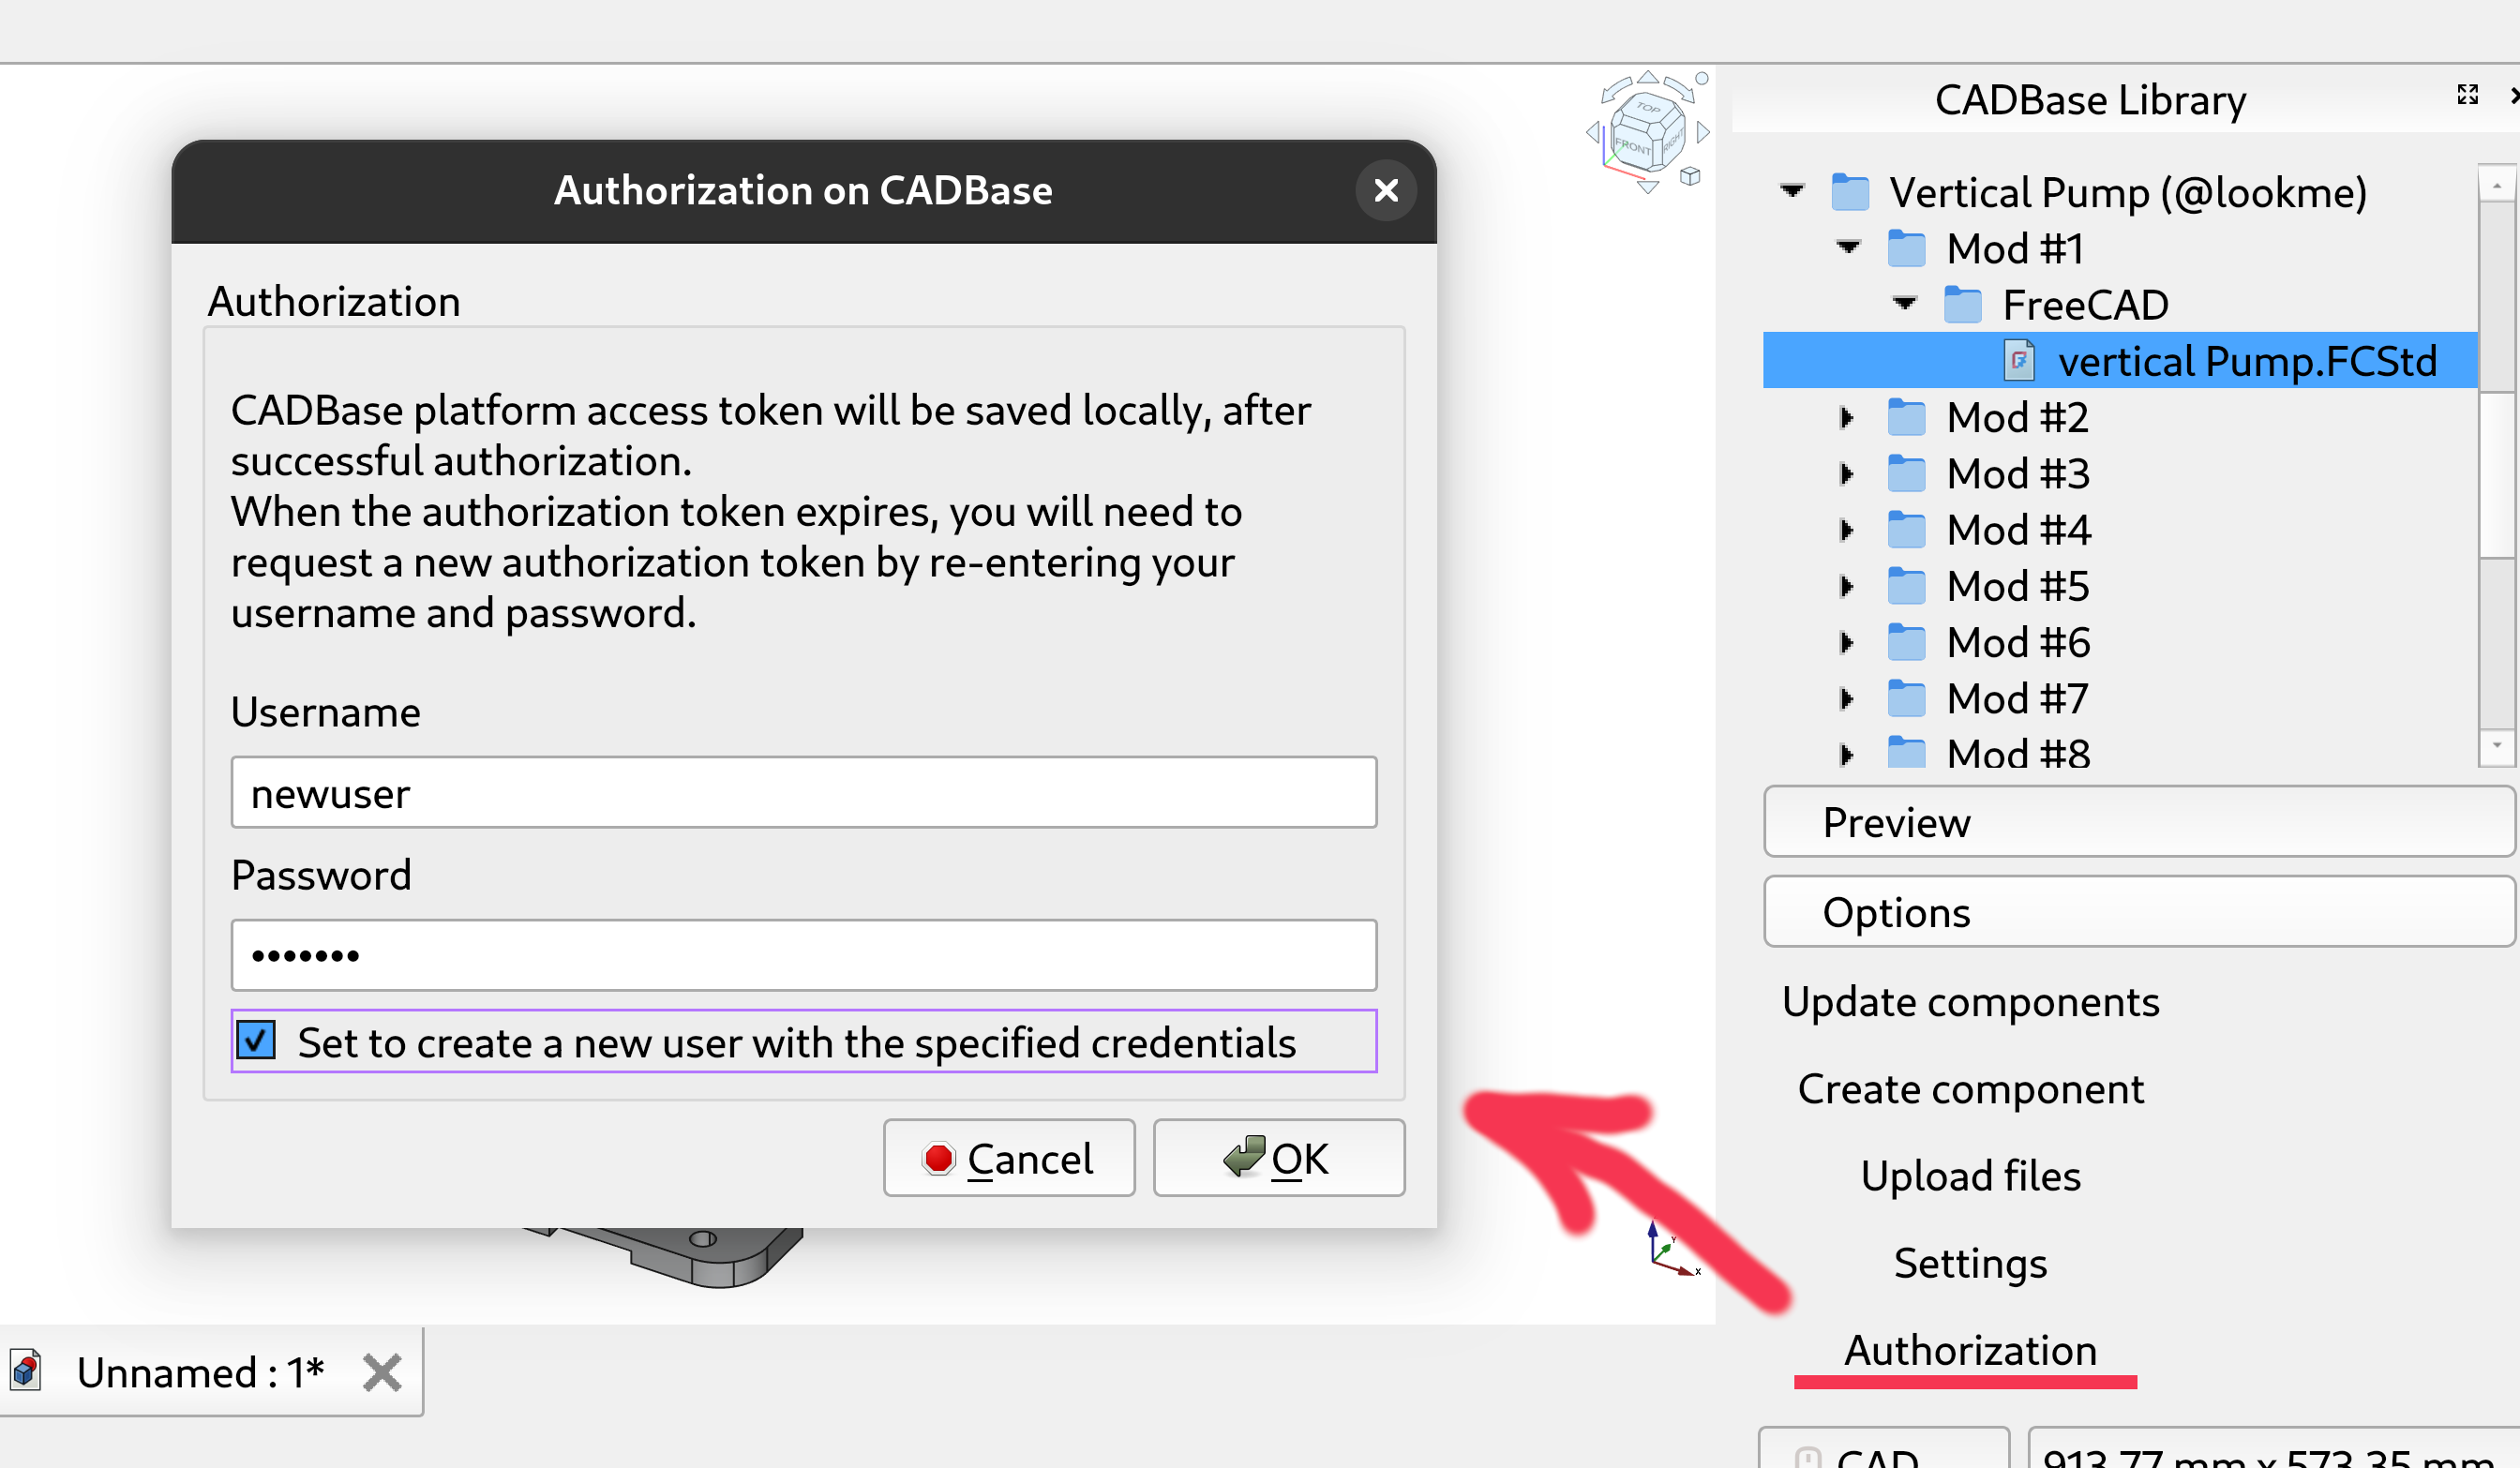 CADBase Library
TOP
FRONT
RIGHT
Authorization on CADBase
Authorization
CADBase platform access token will be saved locally, after
successful authorization.
When the authorization token expires, you will need to
request a new authorization token by re-entering your
username and password.
Username
newuser
Password
•••••••
Set to create a new user with the specified credentials
Cancel
OK
Vertical Pump (@lookme)
Mod #1
FreeCAD
vertical Pump.FCStd
Mod #2
Mod #3
Mod #4
Mod #5
Mod #6
Mod #7
Mod #8
Preview
Options
Update components
Create component
Upload files
Settings
Authorization
Y
X
Unnamed : 1*
CAD
913.77 mm x 573.35 mm